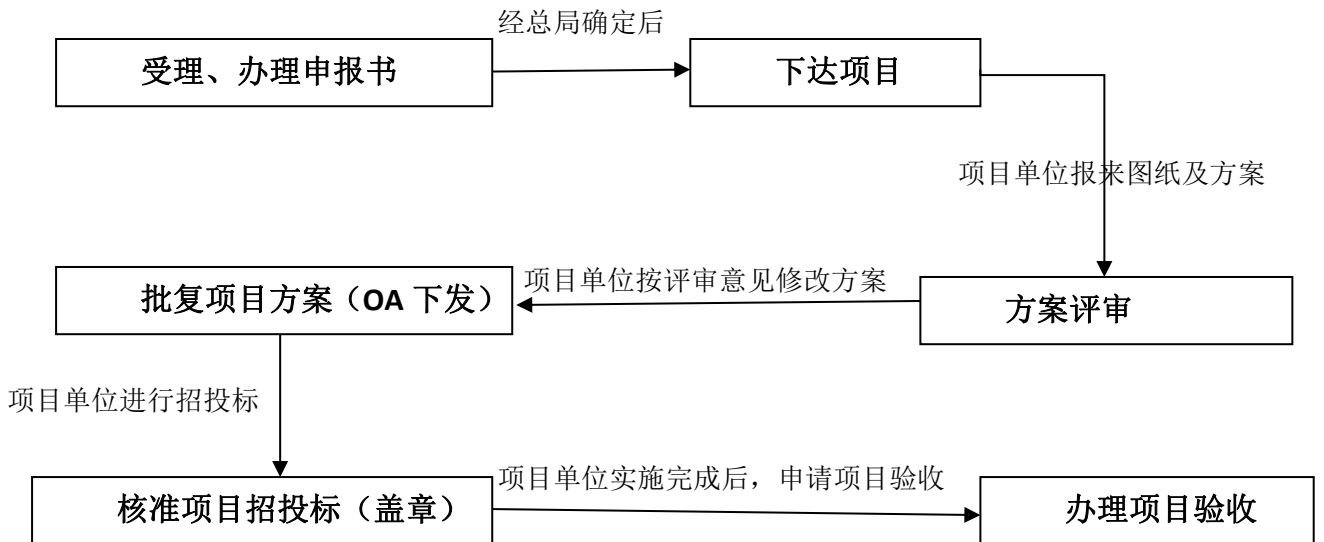 经总局确定后
受理、办理申报书
下达项目
项目单位报来图纸及方案
批复项目方案（OA 下发）
项目单位按评审意见修改方案
方案评审
项目单位进行招投标
核准项目招投标（盖章）
项目单位实施完成后，申请项目验收
办理项目验收